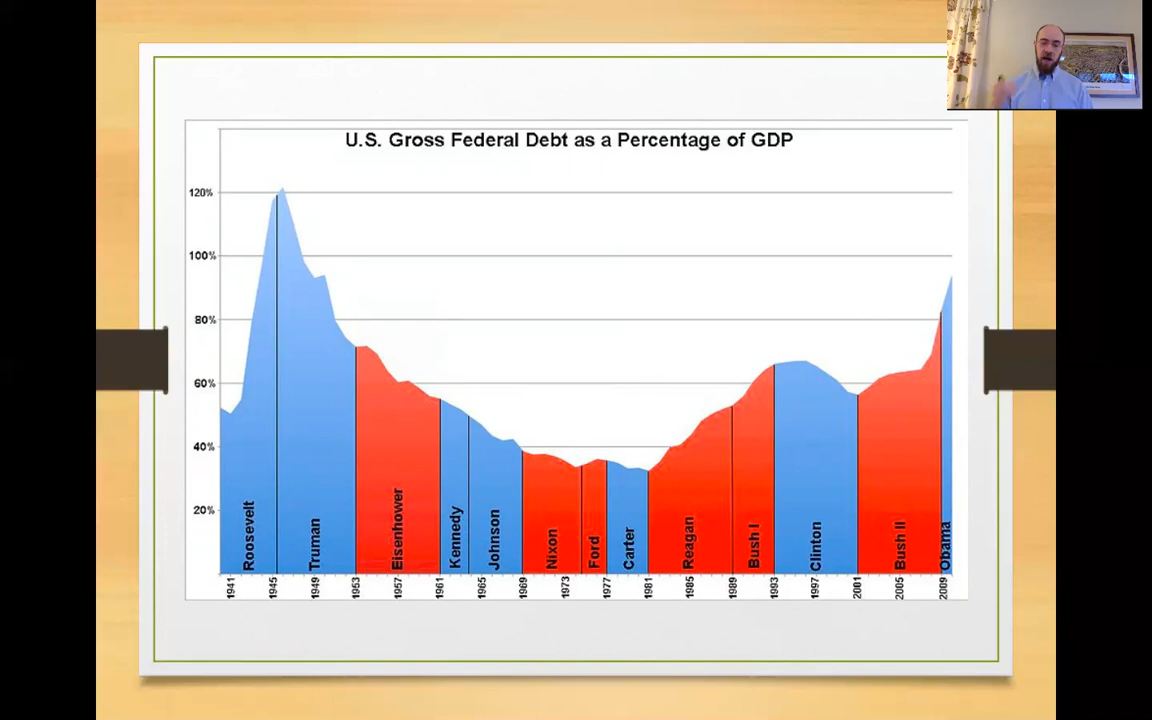 U.S. Gross Federal Debt as a Percentage of GDP
120%
100%
80%
60%
40%
20%
Roosevelt
Truman
Eisenhower
Kennedy
Johnson
Nixon
Ford
Carter
Reagan
Bush I
Clinton
Bush II
Obama
1941
1945
1949
1953
1957
1961
1965
1969
1973
1977
1981
1985
1989
1993
1997
2001
2005
2009